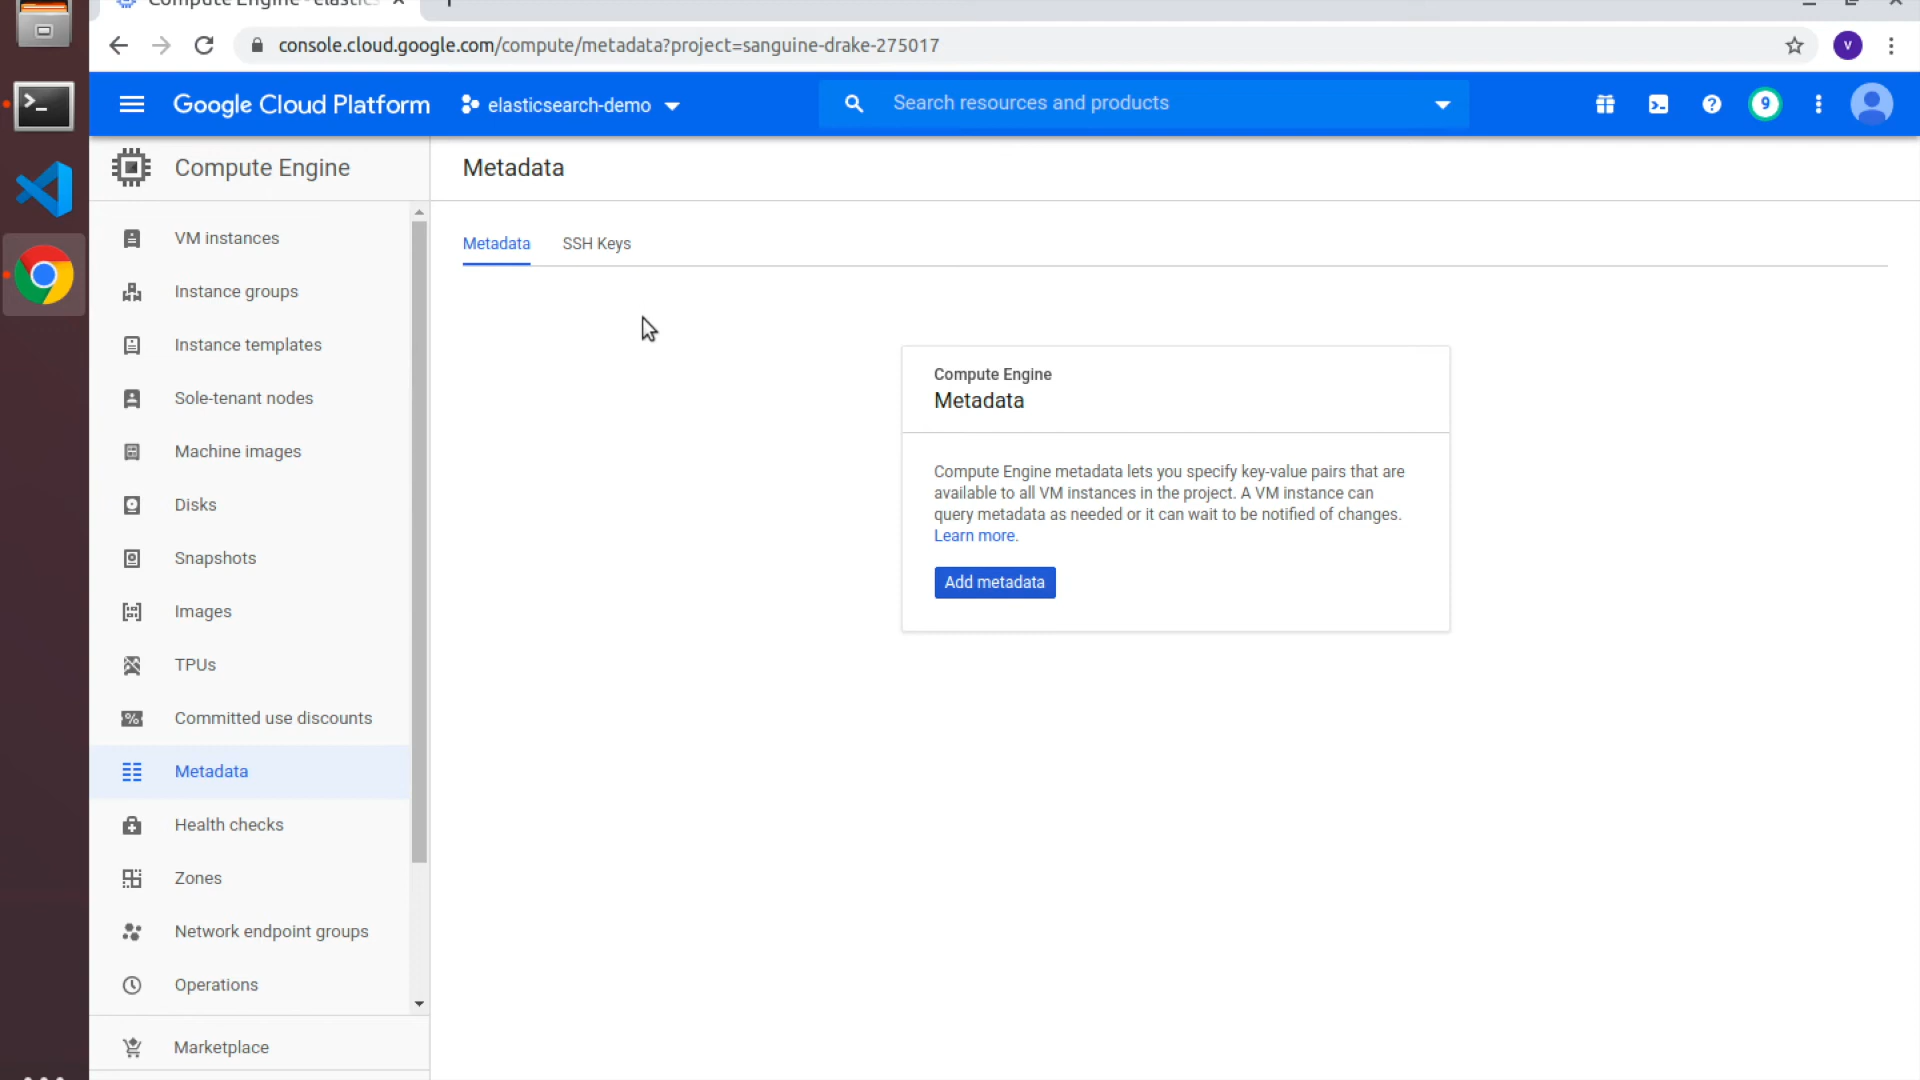 Compute Engine - elastics
console.cloud.google.com/compute/metadata?project=sanguine-drake-275017
V
Google Cloud Platform
elasticsearch-demo
Search resources and products
9
Compute Engine
Metadata
VM instances
Instance groups
Instance templates
Sole-tenant nodes
Machine images
Disks
Snapshots
Images
TPUs
Committed use discounts
Metadata
Health checks
Zones
Network endpoint groups
Operations
Marketplace
Metadata
SSH Keys
Compute Engine
Metadata
Compute Engine metadata lets you specify key-value pairs that are
available to all VM instances in the project. A VM instance can
query metadata as needed or it can wait to be notified of changes.
Learn more.
Add metadata